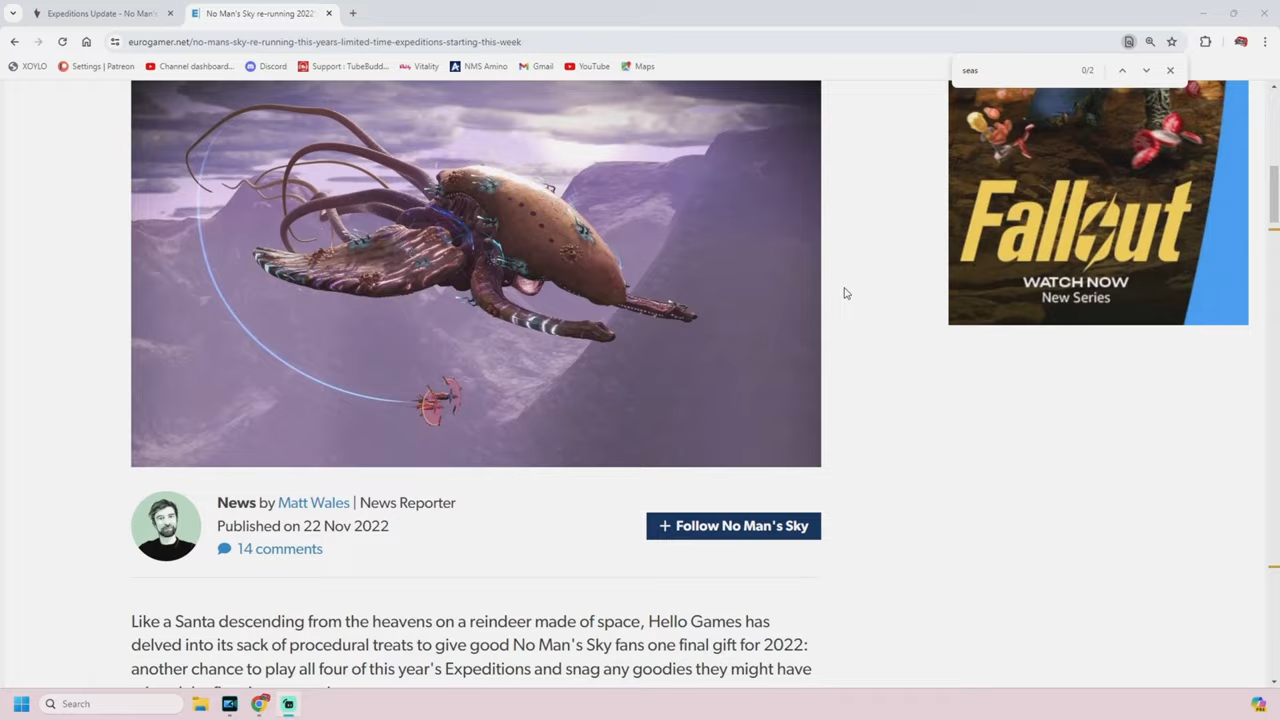 Expeditions Update - No Man's
No Man's Sky re-running 2022'
eurogamer.net/no-mans-sky-re-running-this-years-limited-time-expeditions-starting-this-week
XOYLO
Settings | Patreon
Channel dashboard...
Discord
Support : TubeBudd...
Vitality
NMS Amino
Gmail
YouTube
Maps
seas
0/2
Fallout
WATCH NOW
New Series
News by Matt Wales | News Reporter
Published on 22 Nov 2022
14 comments
+ Follow No Man's Sky
Like a Santa descending from the heavens on a reindeer made of space, Hello Games has
delved into its sack of procedural treats to give good No Man's Sky fans one final gift for 2022:
another chance to play all four of this year's Expeditions and snag any goodies they might have
Search